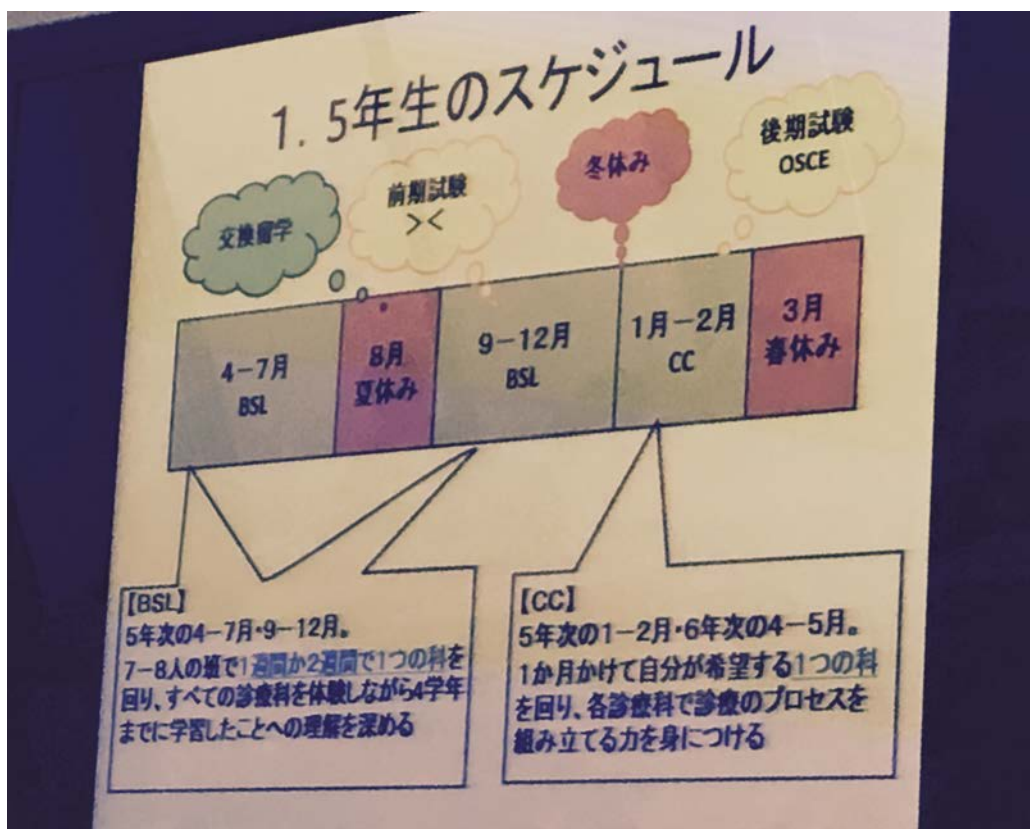 1. 5年生のスケジュール
交換留学
前期試験
><
冬休み
後期試験
OSCE
4-7月
BSL
8月
夏休み
9-12月
BSL
1月-2月
CC
3月
春休み
【BSL】
5年次の4-7月・9-12月。
7-8人の班で1週間か2週間で1つの科を
回り、すべての診療科を体験しながら4学年
までに学習したことへの理解を深める
【CC】
5年次の1-2月・6年次の4-5月。
1か月かけて自分が希望する1つの科
を回り、各診療科で診療のプロセスを
組み立てる力を身につける